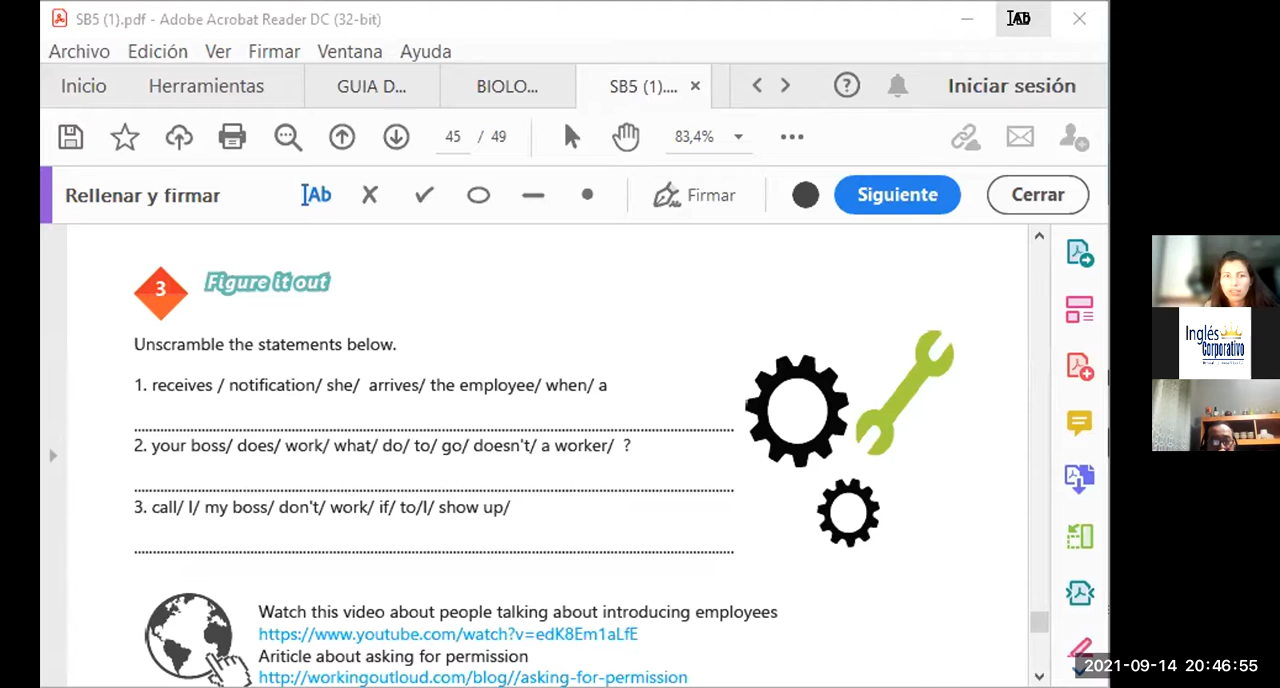 SB5 (1).pdf - Adobe Acrobat Reader DC (32-bit)
Archivo Edición Ver Firmar Ventana Ayuda
Inicio Herramientas GUIA D... BIOLO... SB5 (1).... Iniciar sesión
45 / 49 83,4%
Rellenar y firmar Ab Firmar Siguiente Cerrar
3 Figure it out
Unscramble the statements below.
1. receives / notification/ she/ arrives/ the employee/ when/ a
2. your boss/ does/ work/ what/ do/ to/ go/ doesn't/ a worker/ ?
3. call/ I/ my boss/ don't/ work/ if/ to/I/ show up/
Watch this video about people talking about introducing employees
https://www.youtube.com/watch?v=edK8Em1aLfE
Ariticle about asking for permission
http://workingoutloud.com/blog//asking-for-permission
Inglés
Corporativo
2021-09-14 20:46:55